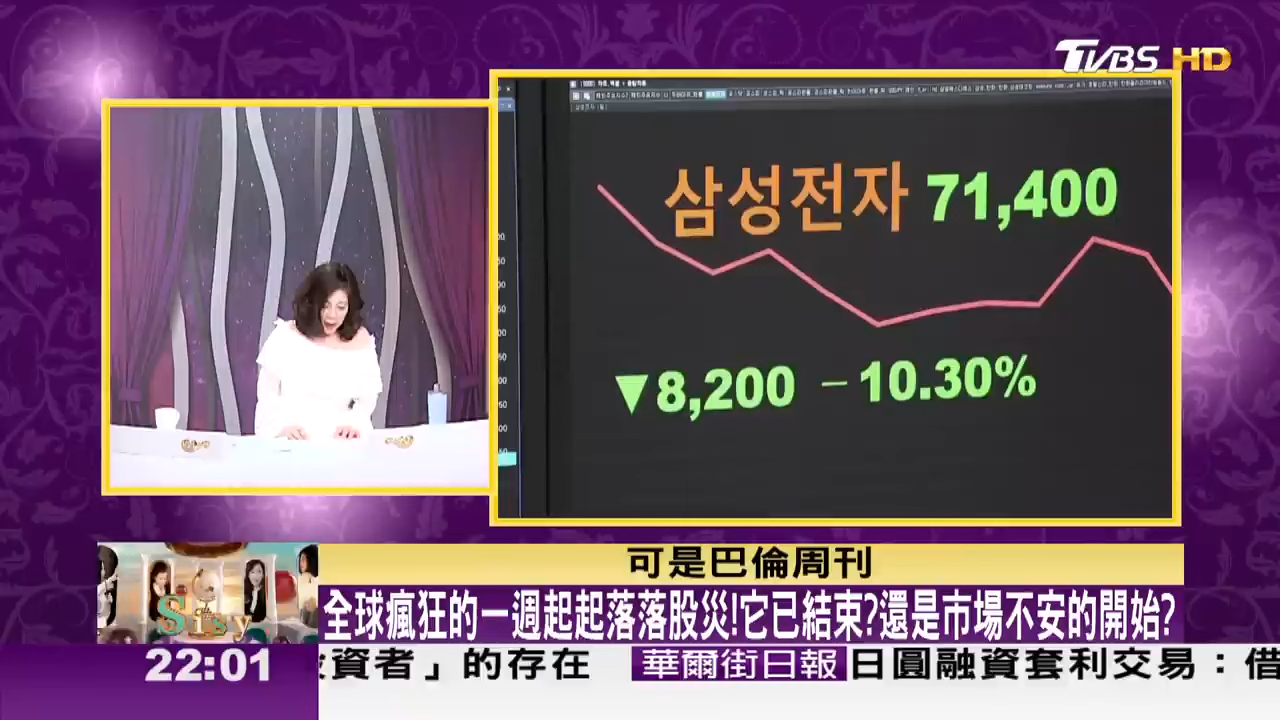 TVBS HD
삼성전자 71,400
▼8,200 －10.30%
可是巴倫周刊
Sisy
全球瘋狂的一週起起落落股災!它已結束?還是市場不安的開始?
22:01
資者」的存在 華爾街日報 日圓融資套利交易：借